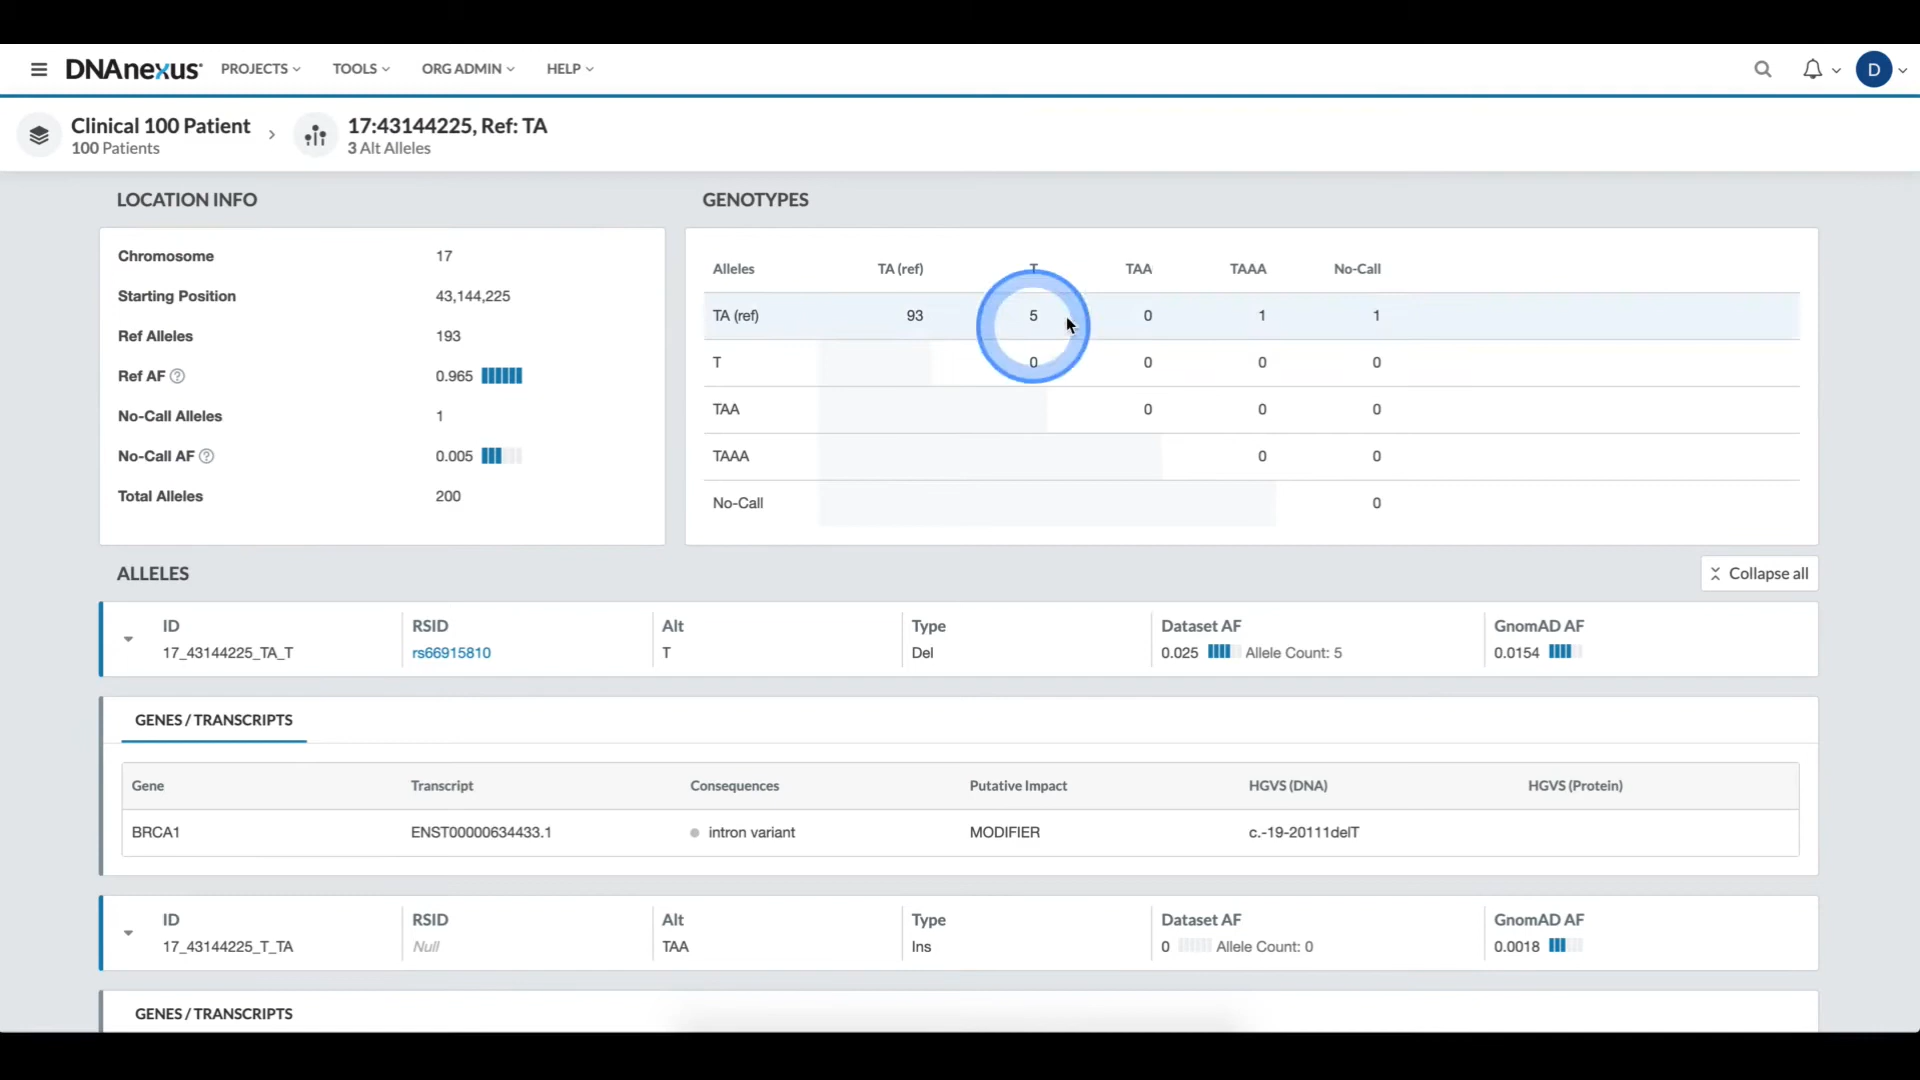 DNAnexus PROJECTS TOOLS ORG ADMIN HELP D
Clinical 100 Patient
100 Patients
17:43144225, Ref: TA
3 Alt Alleles
LOCATION INFO
Chromosome 17
Starting Position 43,144,225
Ref Alleles 193
Ref AF ? 0.965
No-Call Alleles 1
No-Call AF ? 0.005
Total Alleles 200
GENOTYPES
Alleles TA (ref) T TAA TAAA No-Call
TA (ref) 93 5 0 1 1
T 0 0 0 0
TAA 0 0 0
TAAA 0 0
No-Call 0
ALLELES
Collapse all
ID RSID Alt Type Dataset AF GnomAD AF
17_43144225_TA_T rs66915810 T Del 0.025 Allele Count: 5 0.0154
GENES / TRANSCRIPTS
Gene Transcript Consequences Putative Impact HGVS (DNA) HGVS (Protein)
BRCA1 ENST00000634433.1 intron variant MODIFIER c.-19-20111delT
ID RSID Alt Type Dataset AF GnomAD AF
17_43144225_T_TA Null TAA Ins 0 Allele Count: 0 0.0018
GENES / TRANSCRIPTS